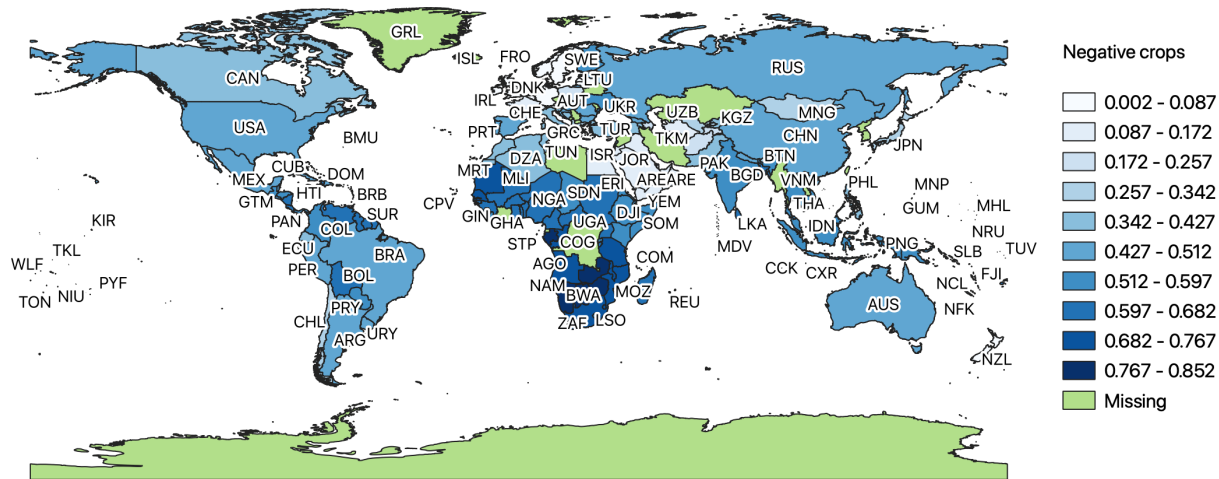 GRL
ISL
FRO
SWE
RUS
CAN
DNK
LTU
IRL
AUT
UKR
UZB
KGZ
MNG
CHE
USA
BMU
PRT
GRC
TUR
TKM
CHN
JPN
TUN
ISR
JOR
CUB
DOM
MRT
DZA
PAK
BTN
MEX
HTI
BRB
MLI
SDN
ERI
ARE
ARE
BGD
VNM
PHL
MNP
GTM
CPV
NGA
YEM
THA
GUM
MHL
KIR
PAN
SUR
GIN
GHA
UGA
DJI
SOM
LKA
IDN
NRU
TKL
COL
STP
COG
MDV
PNG
SLB
TUV
WLF
ECU
BRA
AGO
COM
CCK
CXR
FJI
PER
BOL
NAM
BWA
MOZ
REU
NCL
TON
NIU
PYF
PRY
AUS
NFK
CHL
ARG
URY
ZAF
LSO
NZL
Negative crops
0.002 - 0.087
0.087 - 0.172
0.172 - 0.257
0.257 - 0.342
0.342 - 0.427
0.427 - 0.512
0.512 - 0.597
0.597 - 0.682
0.682 - 0.767
0.767 - 0.852
Missing